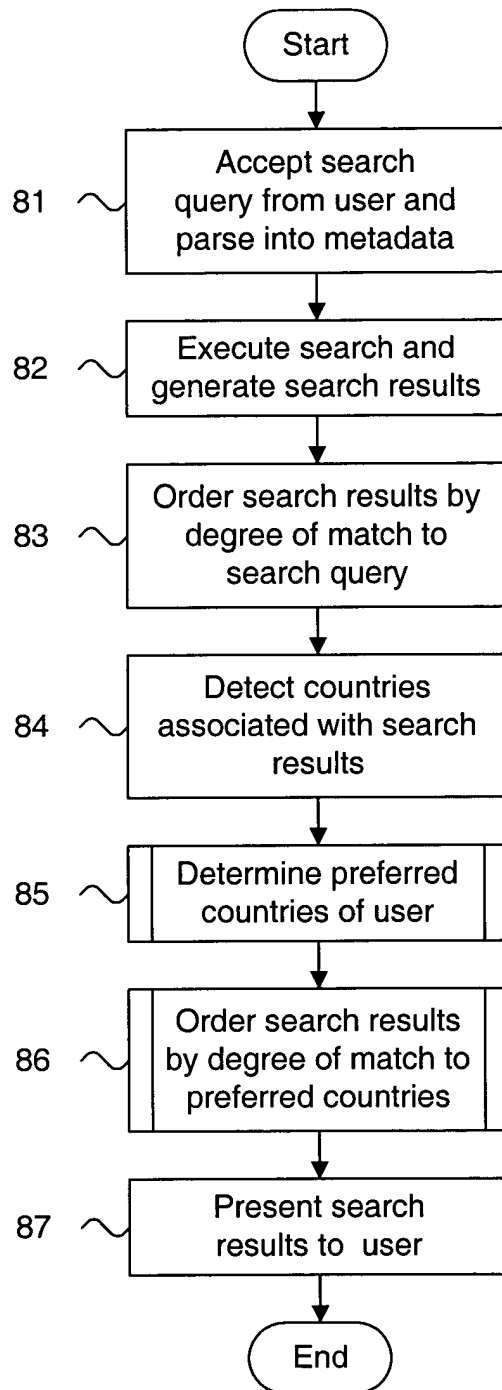 Start
81
Accept search
query from user and
parse into metadata
82
Execute search and
generate search results
83
Order search results by
degree of match to
search query
84
Detect countries
associated with search
results
85
Determine preferred
countries of user
86
Order search results
by degree of match to
preferred countries
87
Present search
results to user
End